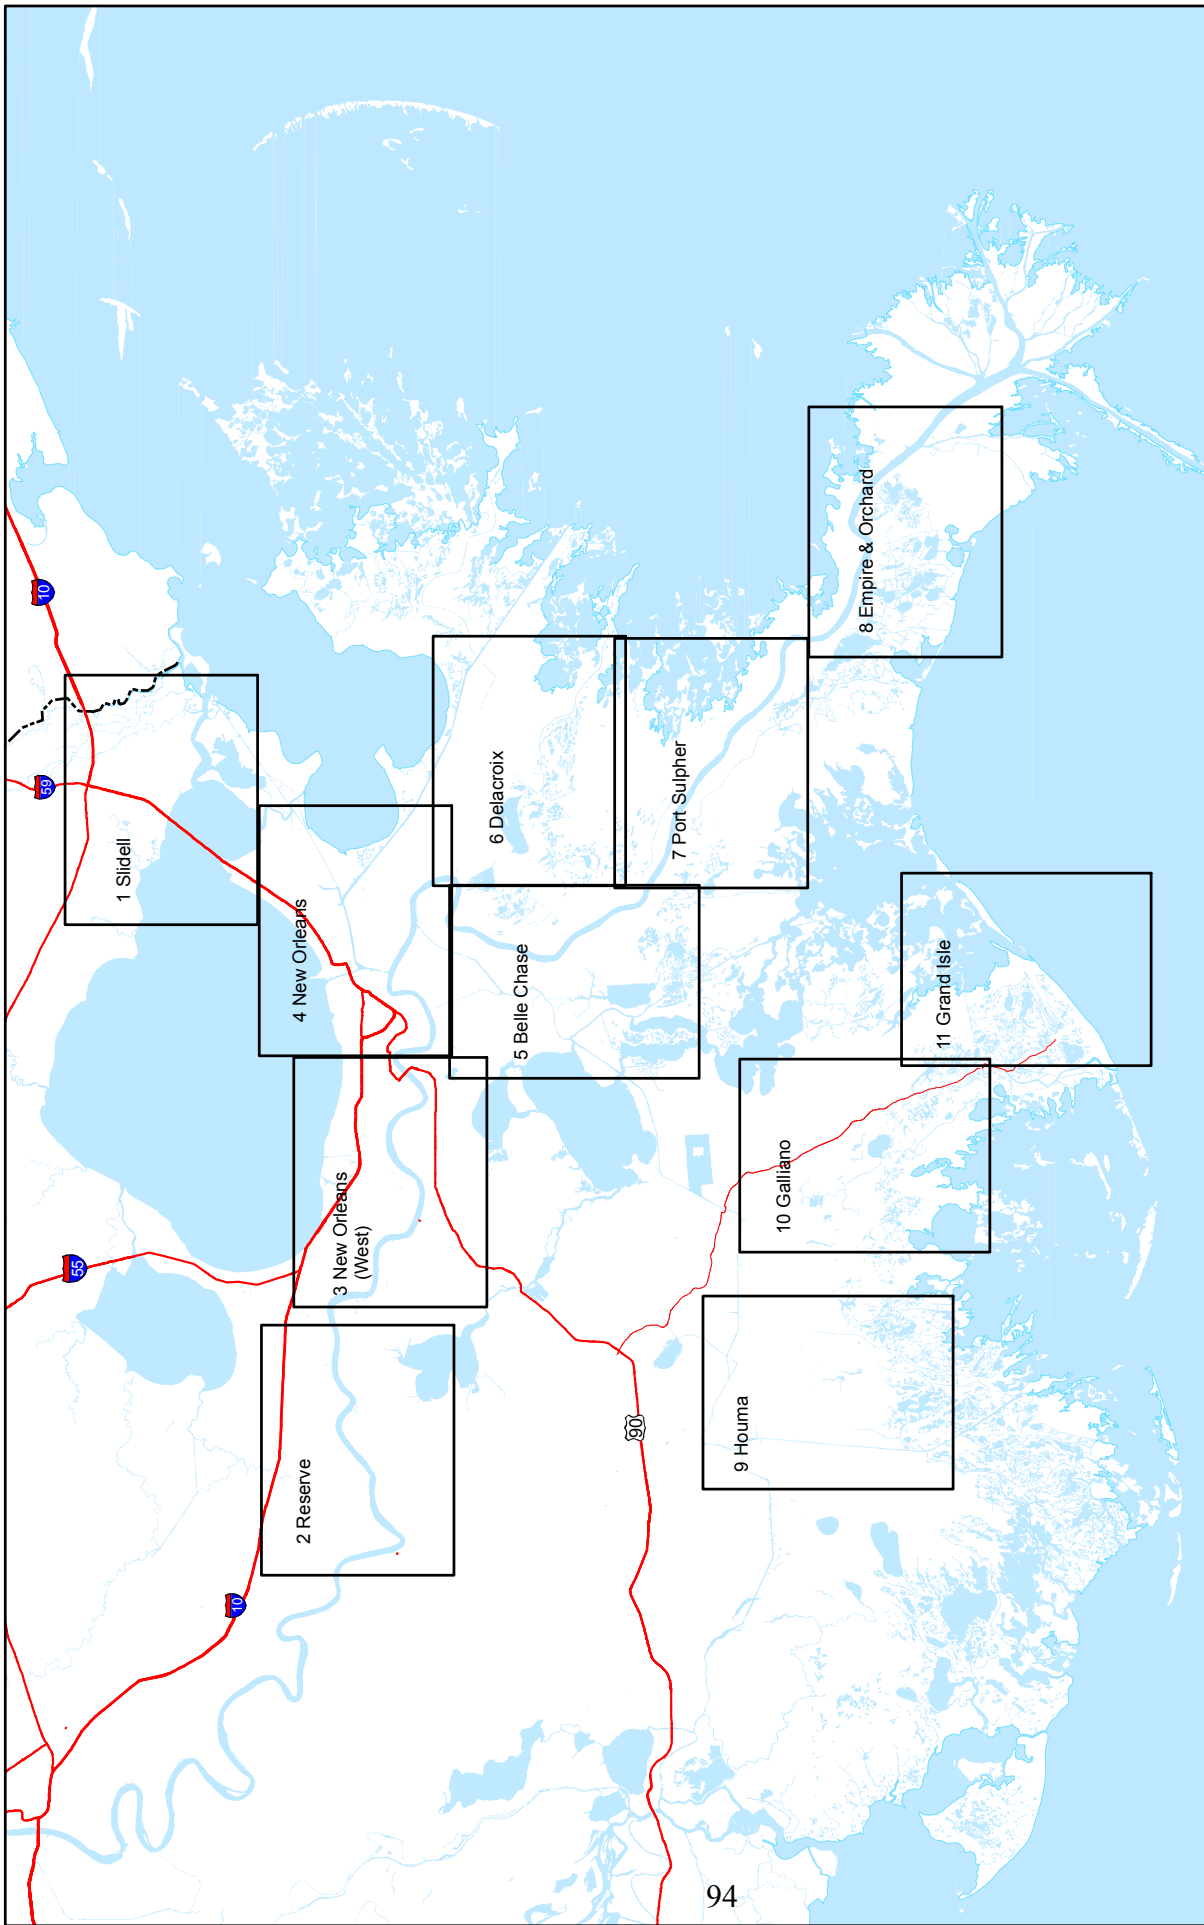 10
59
55
10
90
1 Slidell
2 Reserve
3 New Orleans
(West)
4 New Orleans
5 Belle Chase
6 Delacroix
7 Port Sulpher
8 Empire & Orchard
9 Houma
10 Galliano
11 Grand Isle
94